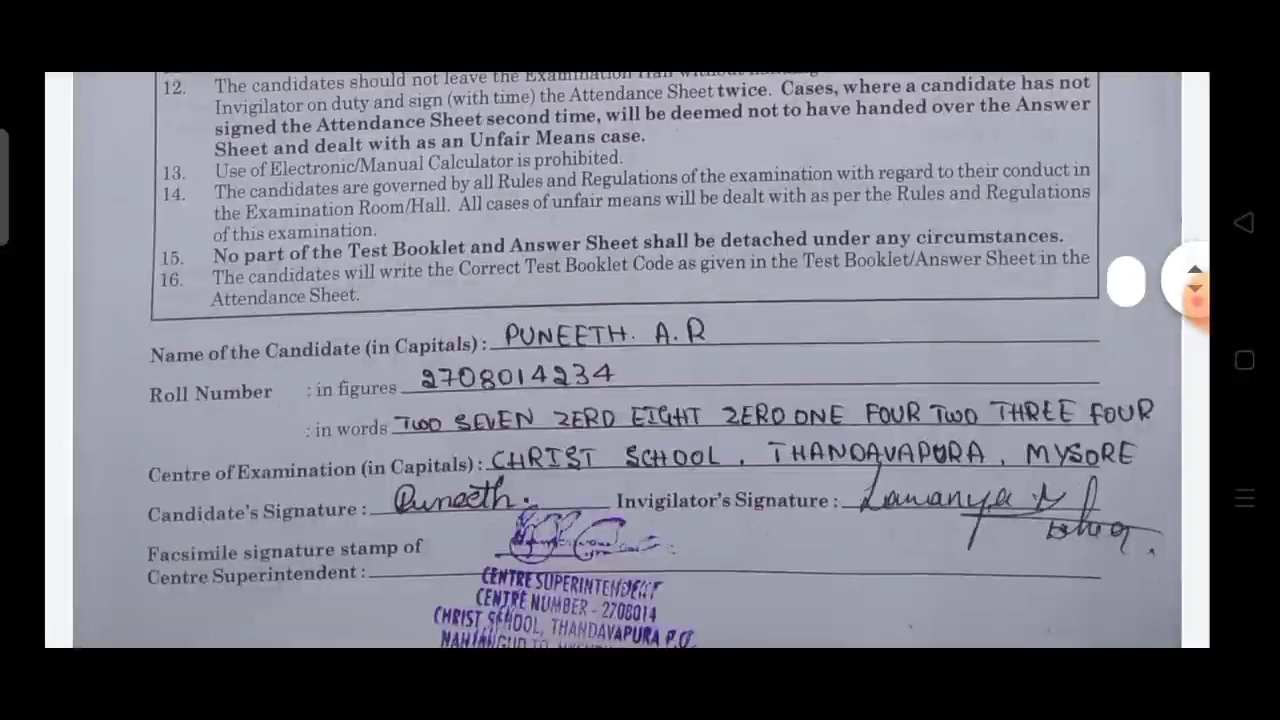 12. The candidates should not leave the Examination Hall without handing
Invigilator on duty and sign (with time) the Attendance Sheet twice. Cases, where a candidate has not
signed the Attendance Sheet second time, will be deemed not to have handed over the Answer
Sheet and dealt with as an Unfair Means case.
13. Use of Electronic/Manual Calculator is prohibited.
14. The candidates are governed by all Rules and Regulations of the examination with regard to their conduct in
the Examination Room/Hall. All cases of unfair means will be dealt with as per the Rules and Regulations
of this examination.
15. No part of the Test Booklet and Answer Sheet shall be detached under any circumstances.
16. The candidates will write the Correct Test Booklet Code as given in the Test Booklet/Answer Sheet in the
Attendance Sheet.
Name of the Candidate (in Capitals) : PUNEETH. A.R
Roll Number : in figures 2708014234
: in words TWO SEVEN ZERO EIGHT ZERO ONE FOUR TWO THREE FOUR
Centre of Examination (in Capitals) : CHRIST SCHOOL, THANDAVAPURA, MYSORE
Candidate's Signature : Puneeth. Invigilator's Signature : Lavanya
Facsimile signature stamp of
Centre Superintendent :
CENTRE SUPERINTENDENT
CENTRE NUMBER - 2708014
CHRIST SCHOOL, THANDAVAPURA P.O.